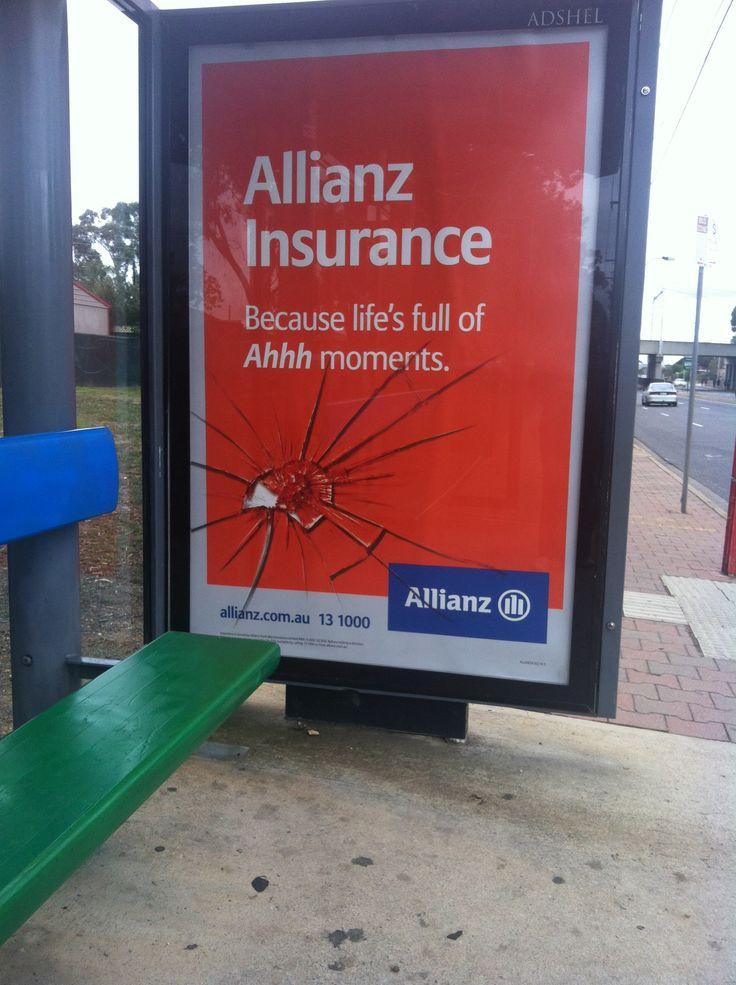 ADSHEL
Allianz
Insurance
Because life's full of
Ahhh moments.
allianz.com.au 13 1000
Allianz